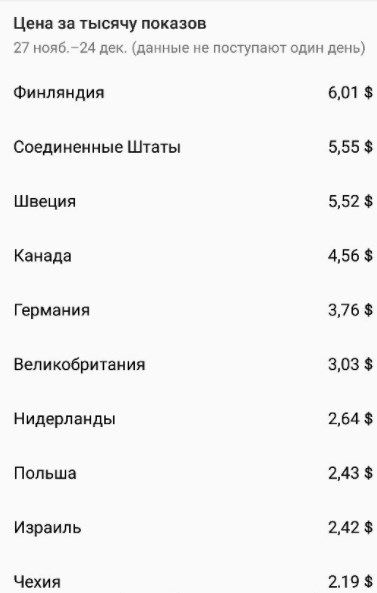 Цена за тысячу показов
27 нояб.–24 дек. (данные не поступают один день)
Финляндия 6,01 $
Соединенные Штаты 5,55 $
Швеция 5,52 $
Канада 4,56 $
Германия 3,76 $
Великобритания 3,03 $
Нидерланды 2,64 $
Польша 2,43 $
Израиль 2,42 $
Чехия 2,19 $